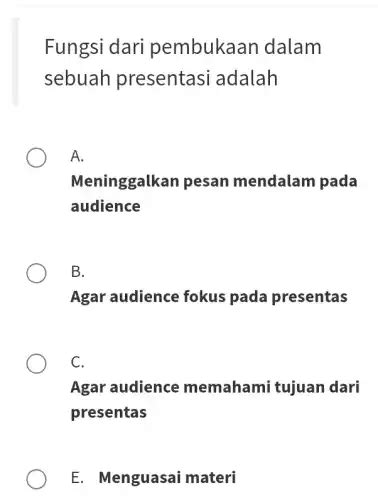 Fungsi dari pembukaan dalam
sebuah presentasi adalah
A.
Meninggalkan pesan mendalam pada
audience
B.
Agar audience fokus pada presentas
C.
Agar audience memahami tujuan dari
presentas
E. Menguasai materi